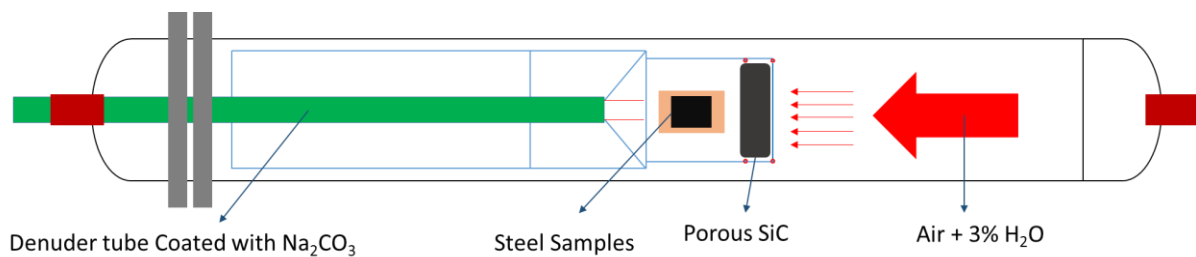 Denuder tube Coated with Na₂CO₃
Steel Samples
Porous SiC
Air + 3% H₂O